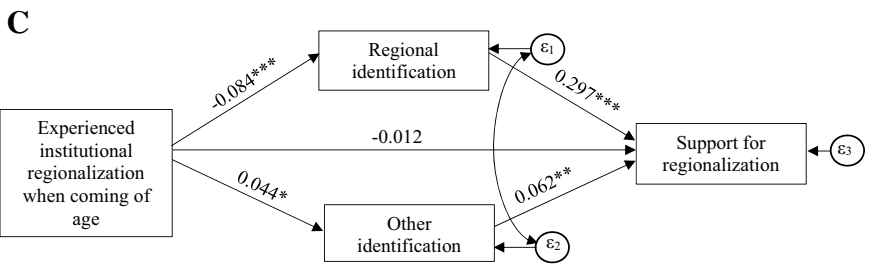 C
Regional
identification
ε1
-0.084***
0.297***
Experienced
institutional
regionalization
when coming of
age
-0.012
Support for
regionalization
ε3
0.044*
0.062**
Other
identification
ε2